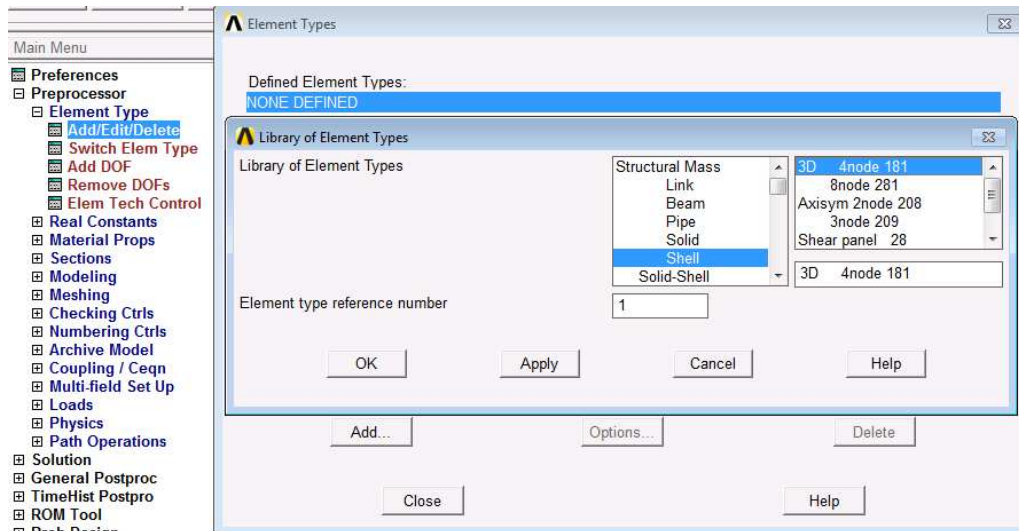 Main Menu
Preferences
Preprocessor
Element Type
Add/Edit/Delete
Switch Elem Type
Add DOF
Remove DOFs
Elem Tech Control
Real Constants
Material Props
Sections
Modeling
Meshing
Checking Ctrls
Numbering Ctrls
Archive Model
Coupling / Ceqn
Multi-field Set Up
Loads
Physics
Path Operations
Solution
General Postproc
TimeHist Postpro
ROM Tool
Element Types
Defined Element Types:
NONE DEFINED
Library of Element Types
Library of Element Types
Structural Mass
Link
Beam
Pipe
Solid
Shell
Solid-Shell
3D 4node 181
8node 281
Axisym 2node 208
3node 209
Shear panel 28
3D 4node 181
Element type reference number
1
OK Apply Cancel Help
Add... Options... Delete
Close Help